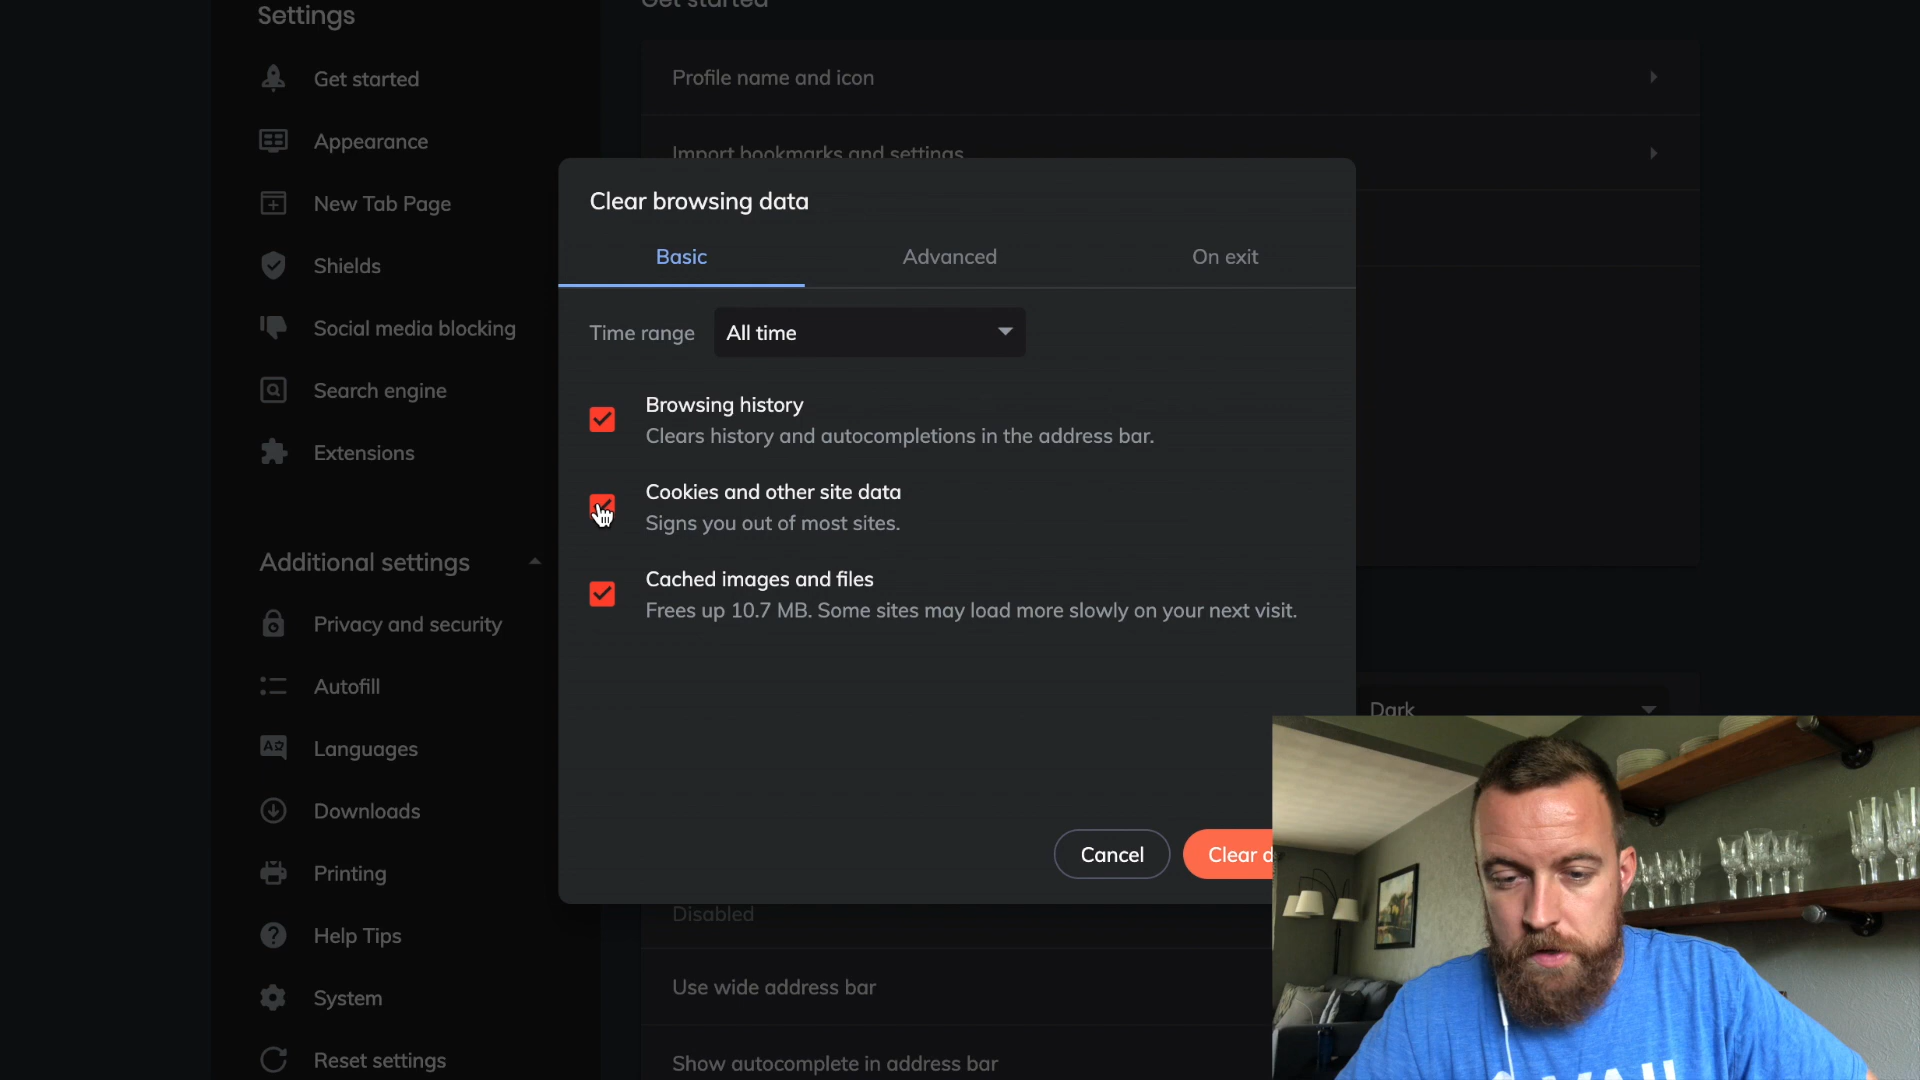 Settings
Get started
Appearance
New Tab Page
Shields
Social media blocking
Search engine
Extensions
Additional settings
Privacy and security
Autofill
Languages
Downloads
Printing
Help Tips
System
Reset settings
Get started
Profile name and icon
Import bookmarks and settings
Clear browsing data
Basic
Advanced
On exit
Time range
All time
Browsing history
Clears history and autocompletions in the address bar.
Cookies and other site data
Signs you out of most sites.
Cached images and files
Frees up 10.7 MB. Some sites may load more slowly on your next visit.
Cancel
Clear d
Dark
Disabled
Use wide address bar
Show autocomplete in address bar